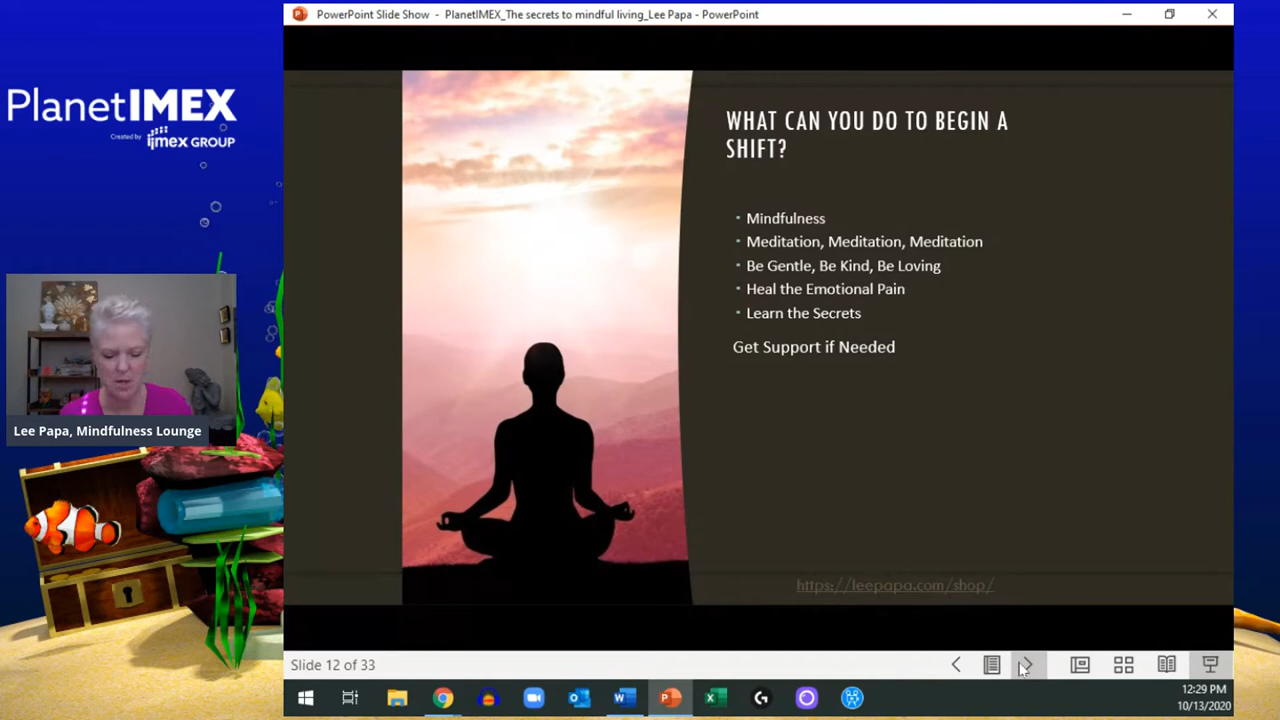 PowerPoint Slide Show - PlanetIMEX_The secrets to mindful living_Lee Papa - PowerPoint
PlanetIMEX
Created by
imex GROUP
WHAT CAN YOU DO TO BEGIN A
SHIFT?
Mindfulness
Meditation, Meditation, Meditation
Be Gentle, Be Kind, Be Loving
Heal the Emotional Pain
Learn the Secrets
Get Support if Needed
Lee Papa, Mindfulness Lounge
https://leepapa.com/shop/
Slide 12 of 33
12:29 PM
10/13/2020